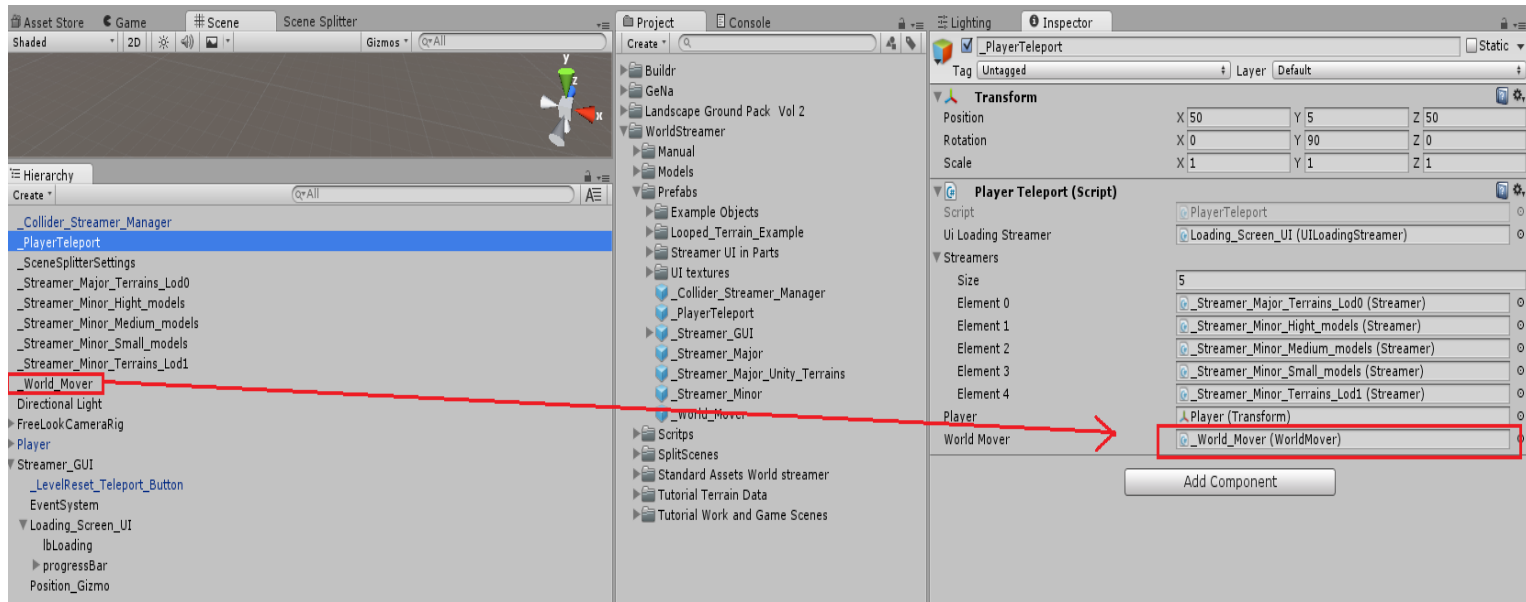 Asset Store Game Scene Scene Splitter
Shaded 2D Gizmos All
y
z
x
Hierarchy
Create All
_Collider_Streamer_Manager
_PlayerTeleport
_SceneSplitterSettings
_Streamer_Major_Terrains_Lod0
_Streamer_Minor_Hight_models
_Streamer_Minor_Medium_models
_Streamer_Minor_Small_models
_Streamer_Minor_Terrains_Lod1
_World_Mover
Directional Light
FreeLookCameraRig
Player
Streamer_GUI
_LevelReset_Teleport_Button
EventSystem
Loading_Screen_UI
lbLoading
progressBar
Position_Gizmo
Project Console
Create
Buildr
GeNa
Landscape Ground Pack Vol 2
WorldStreamer
Manual
Models
Prefabs
Example Objects
Looped_Terrain_Example
Streamer UI in Parts
UI textures
_Collider_Streamer_Manager
_PlayerTeleport
_Streamer_GUI
_Streamer_Major
_Streamer_Major_Unity_Terrains
_Streamer_Minor
_World_Mover
Scritps
SplitScenes
Standard Assets World streamer
Tutorial Terrain Data
Tutorial Work and Game Scenes
Lighting Inspector
_PlayerTeleport Static
Tag Untagged Layer Default
Transform
Position X 50 Y 5 Z 50
Rotation X 0 Y 90 Z 0
Scale X 1 Y 1 Z 1
Player Teleport (Script)
Script PlayerTeleport
Ui Loading Streamer Loading_Screen_UI (UILoadingStreamer)
Streamers
Size 5
Element 0 _Streamer_Major_Terrains_Lod0 (Streamer)
Element 1 _Streamer_Minor_Hight_models (Streamer)
Element 2 _Streamer_Minor_Medium_models (Streamer)
Element 3 _Streamer_Minor_Small_models (Streamer)
Element 4 _Streamer_Minor_Terrains_Lod1 (Streamer)
Player Player (Transform)
World Mover _World_Mover (WorldMover)
Add Component